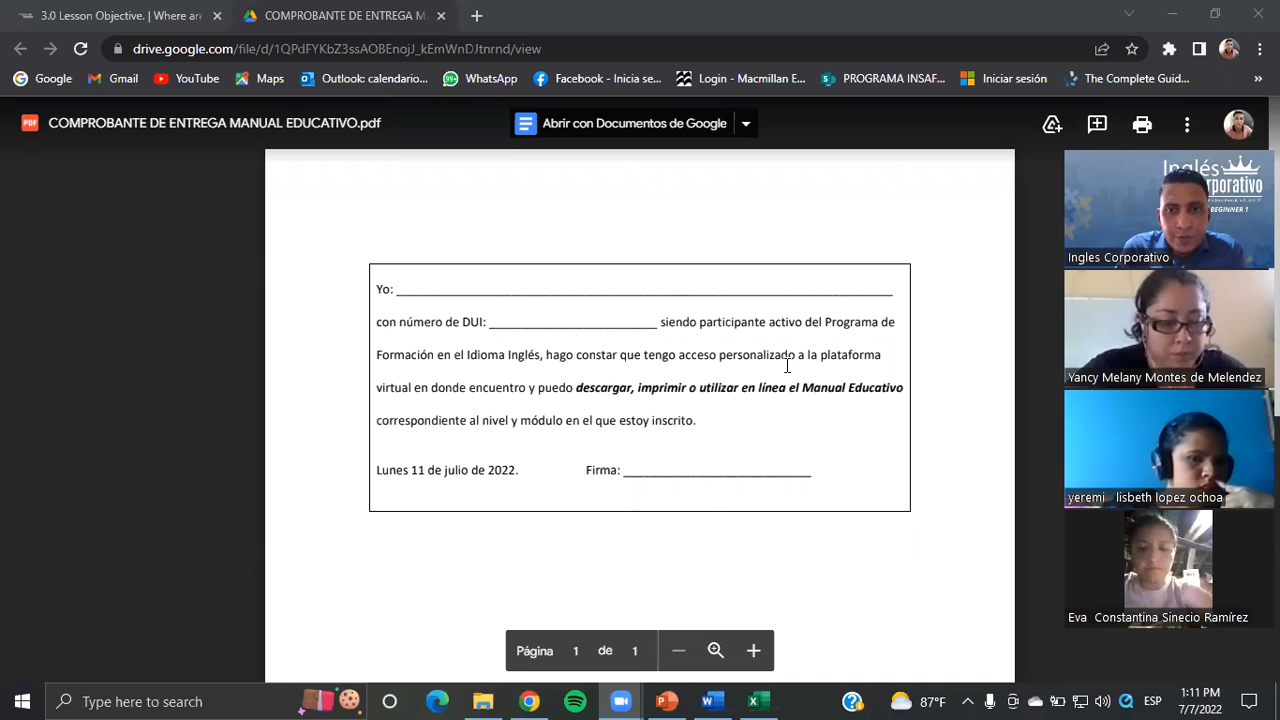 3.0 Lesson Objective. | Where are
COMPROBANTE DE ENTREGA M
drive.google.com/file/d/1QPdFYKbZ3ssAOBEnojJ_kEmWnDJtnrnd/view
Google
Gmail
YouTube
Maps
Outlook: calendario...
99+
WhatsApp
Facebook - Inicia se...
Login - Macmillan E...
PROGRAMA INSAF...
Iniciar sesión
The Complete Guid...
PDF
COMPROBANTE DE ENTREGA MANUAL EDUCATIVO.pdf
Abrir con Documentos de Google
Yo: ______________________________
con número de DUI: _________________________ siendo participante activo del Programa de
Formación en el Idioma Inglés, hago constar que tengo acceso personalizado a la plataforma
virtual en donde encuentro y puedo descargar, imprimir o utilizar en línea el Manual Educativo
correspondiente al nivel y módulo en el que estoy inscrito.
Lunes 11 de julio de 2022. Firma: ____________________________
Inglés
BEGINNER 1
Ingles Corporativo
Yancy Melany Montes de Melendez
yeremi lisbeth lopez ochoa
Eva Constantina Sinecio Ramírez
Página 1 de 1
Type here to search
87°F
ESP
1:11 PM
7/7/2022